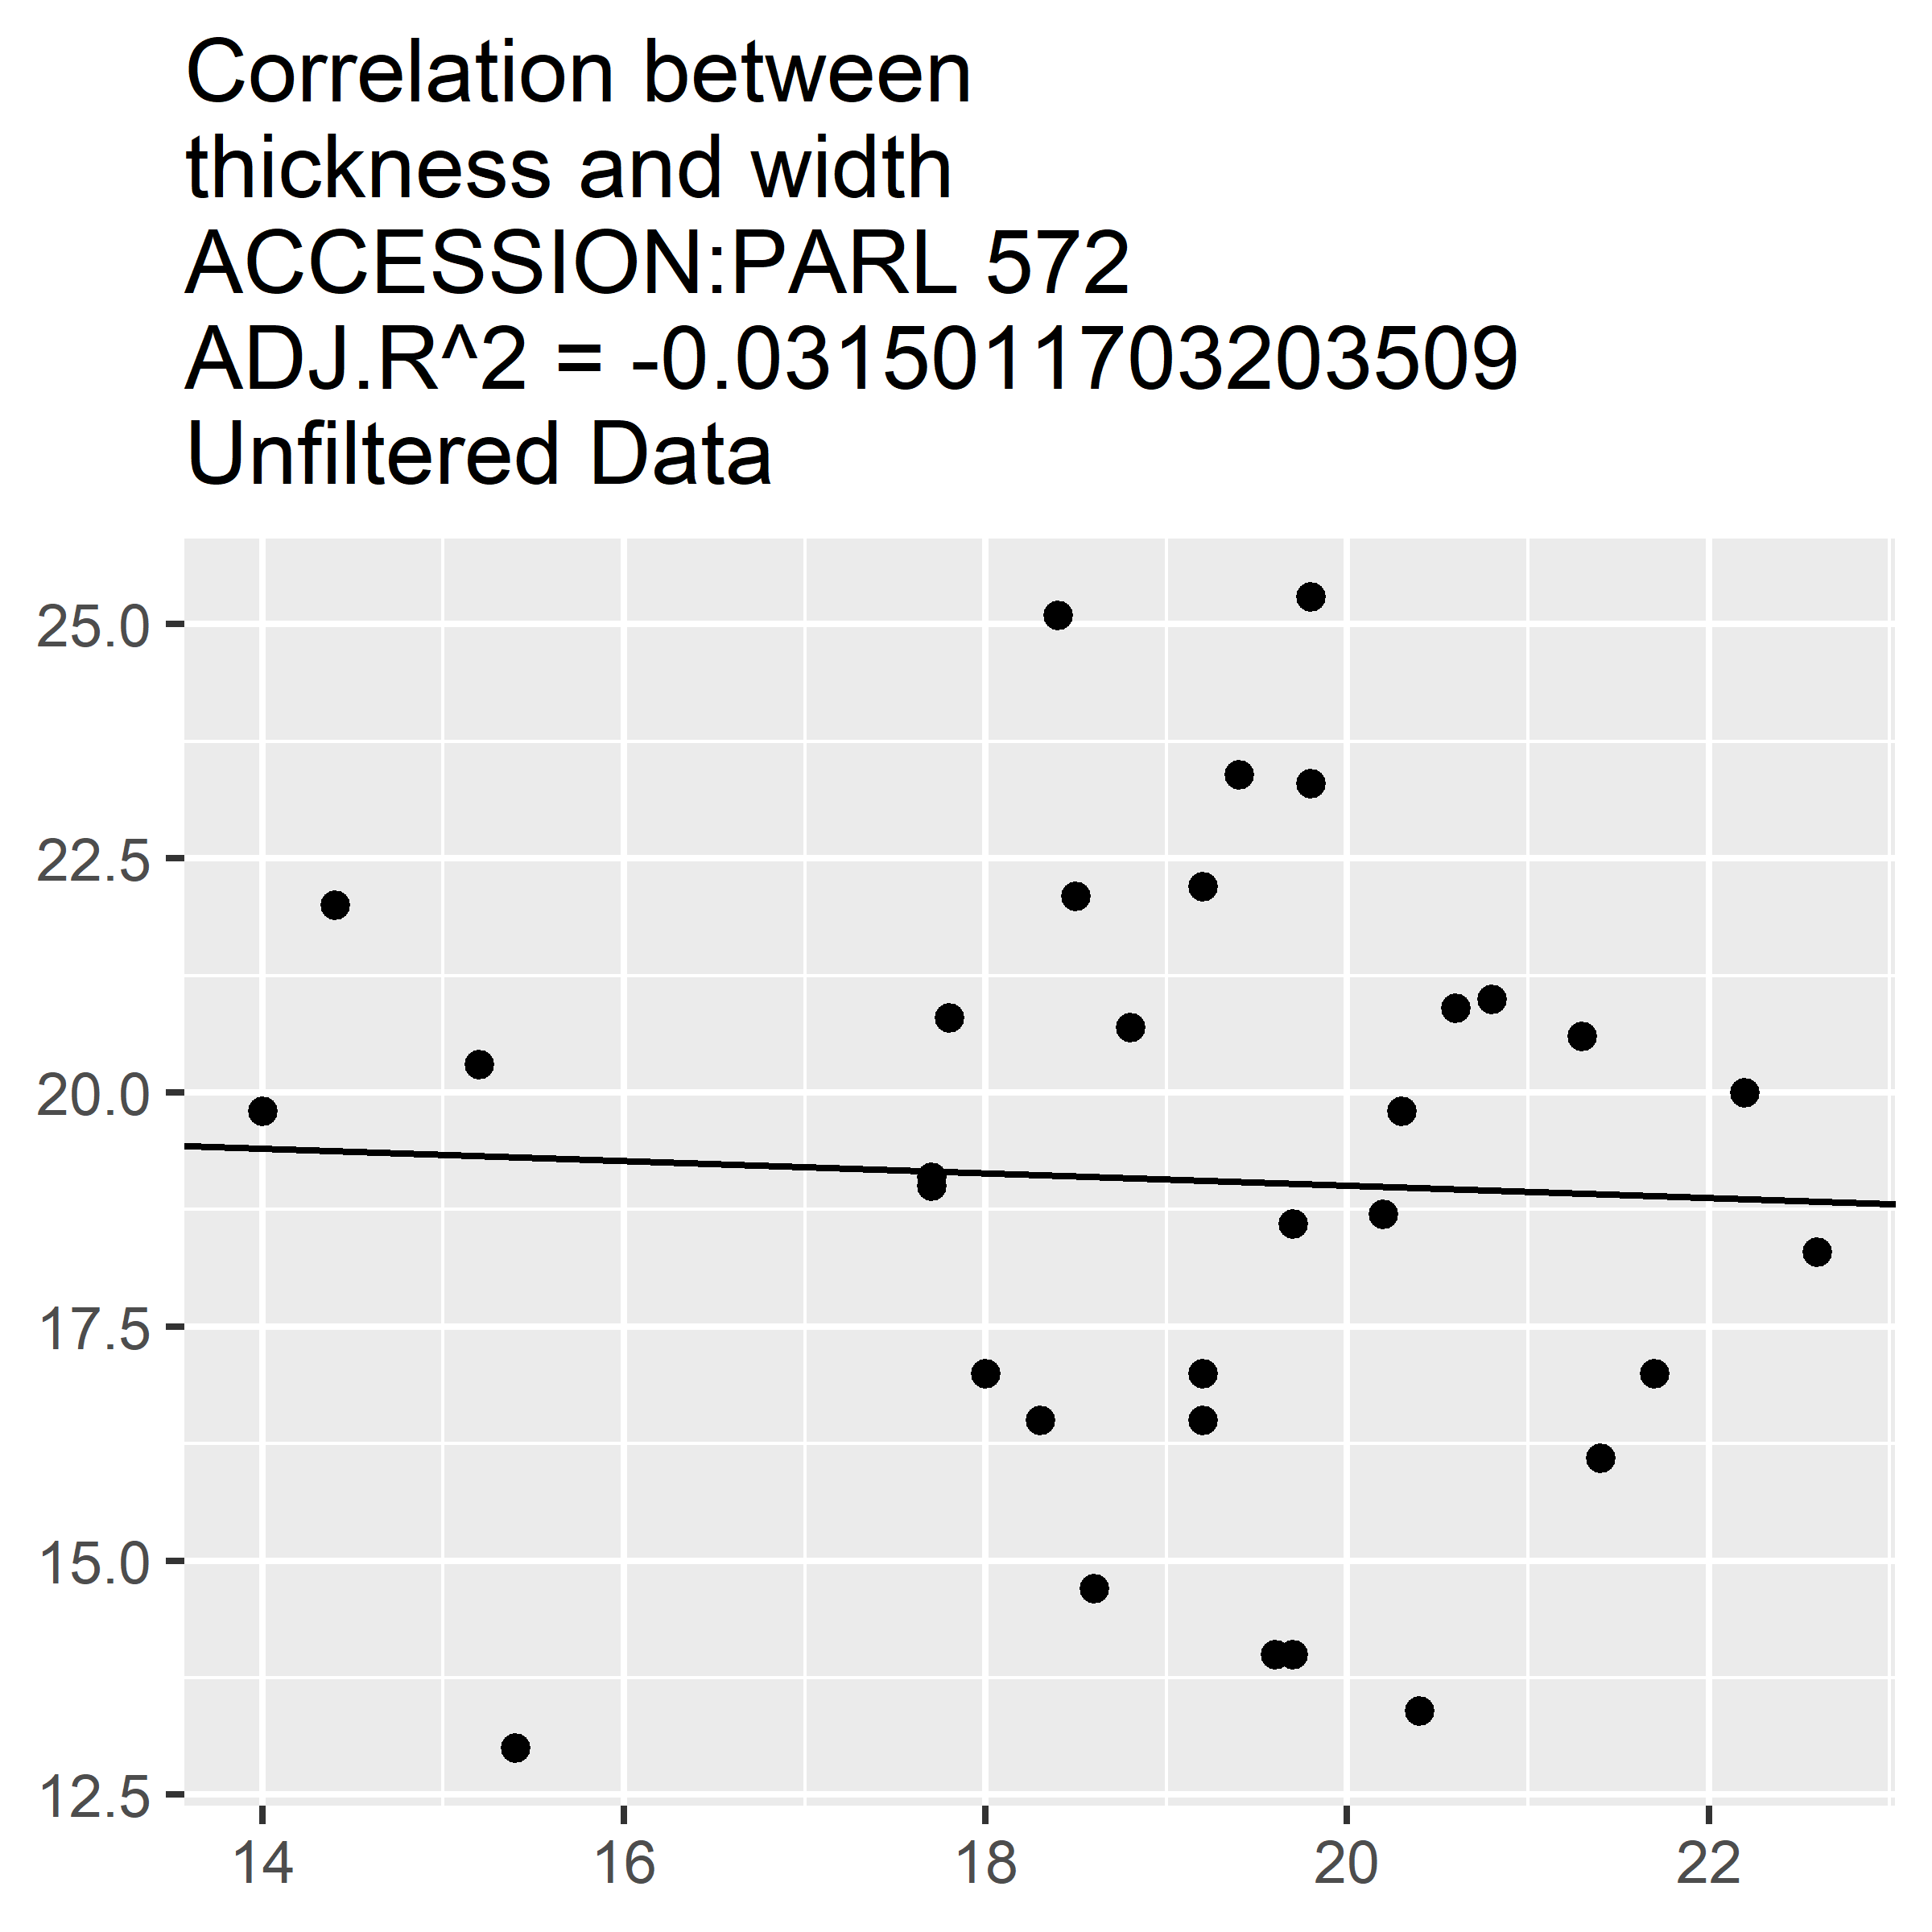 Correlation between
thickness and width
ACCESSION:PARL 572
ADJ.R^2 = -0.0315011703203509
Unfiltered Data
25.0
22.5
20.0
17.5
15.0
12.5
14 16 18 20 22